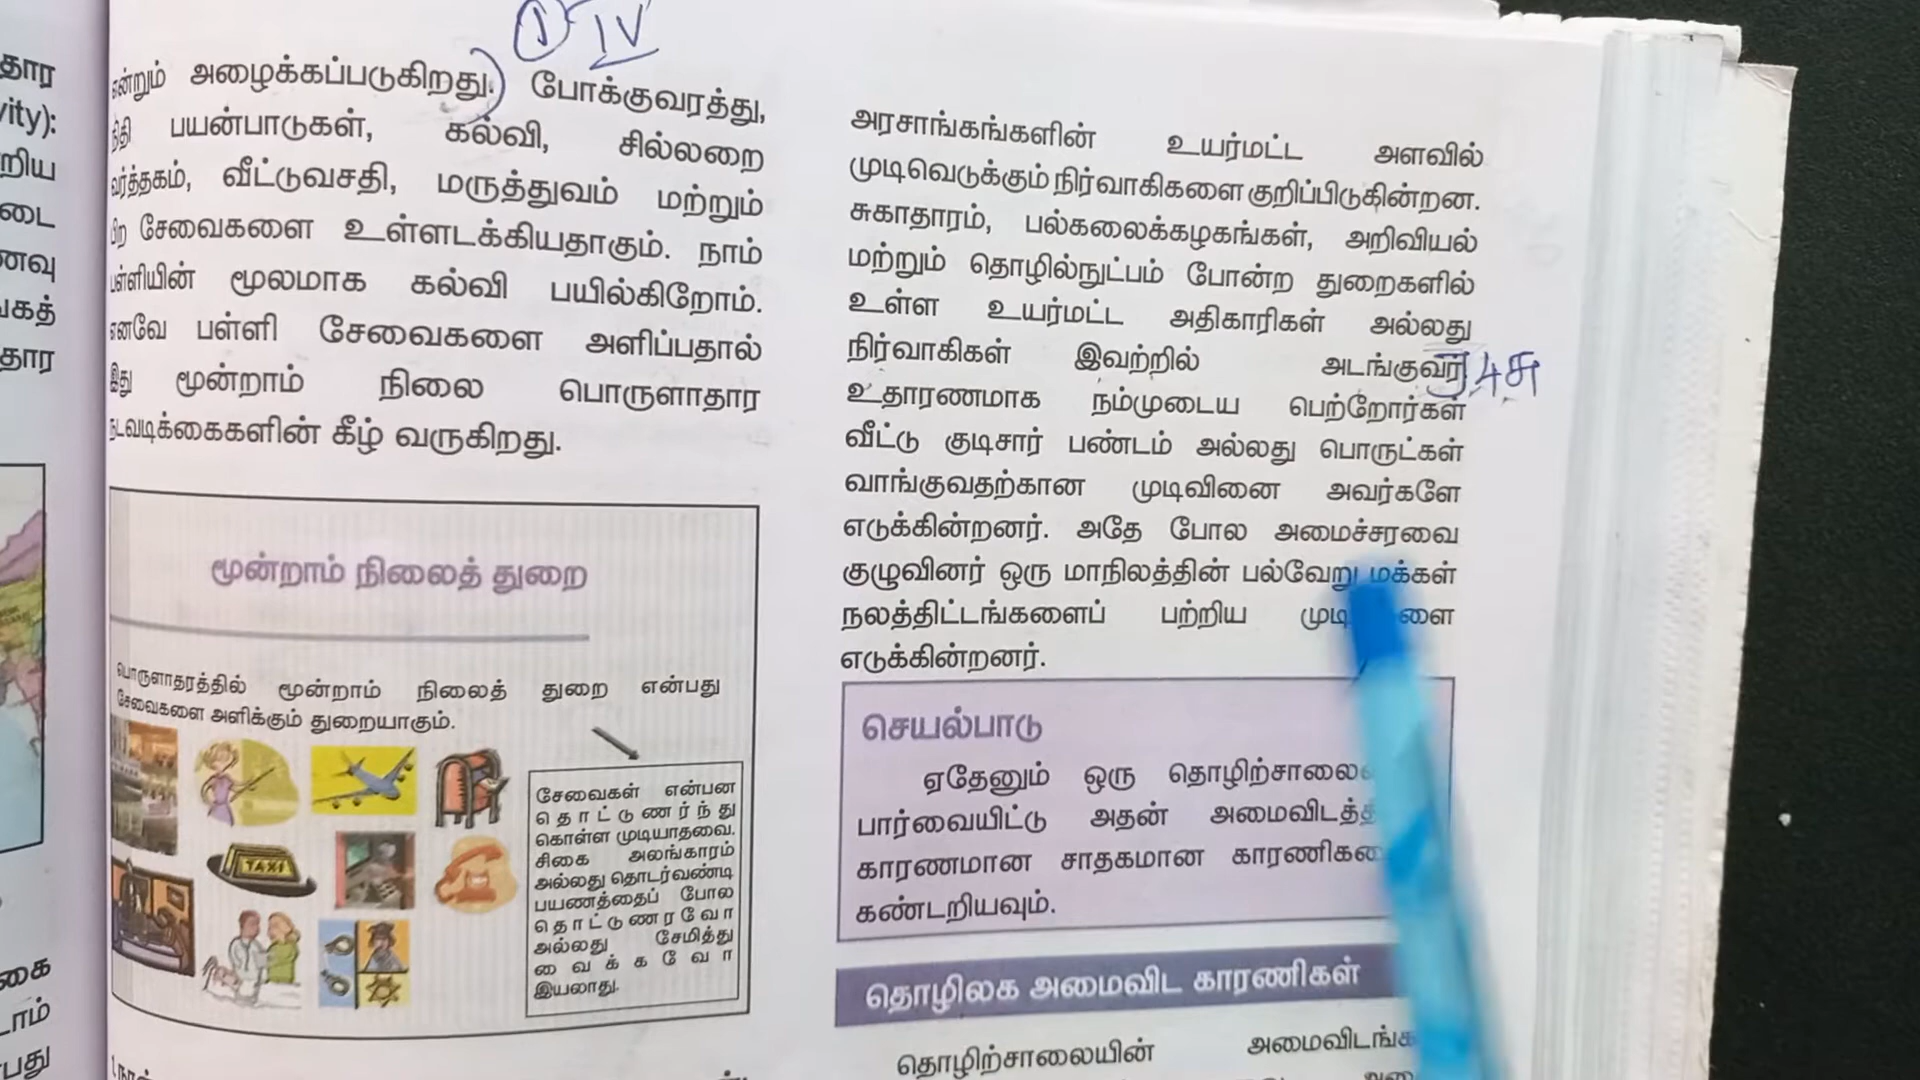 தார
vity):
றிய
டை
ணவு
கத்
தார
கை
டாம்
பது
① IV
என்றும் அழைக்கப்படுகிறது. போக்குவரத்து,
நிதி பயன்பாடுகள், கல்வி, சில்லறை
வர்த்தகம், வீட்டுவசதி, மருத்துவம் மற்றும்
பிற சேவைகளை உள்ளடக்கியதாகும். நாம்
பள்ளியின் மூலமாக கல்வி பயில்கிறோம்.
எனவே பள்ளி சேவைகளை அளிப்பதால்
இது மூன்றாம் நிலை பொருளாதார
நடவடிக்கைகளின் கீழ் வருகிறது.
மூன்றாம் நிலைத் துறை
பொருளாதரத்தில் மூன்றாம் நிலைத் துறை என்பது
சேவைகளை அளிக்கும் துறையாகும்.
TAXI
சேவைகள் என்பன
தொட்டுணர்ந்து
கொள்ள முடியாதவை.
சிகை அலங்காரம்
அல்லது தொடர்வண்டி
பயணத்தைப் போல
தொட்டுணரவோ
அல்லது சேமித்து
வைக்கவோ
இயலாது.
அரசாங்கங்களின் உயர்மட்ட அளவில்
முடிவெடுக்கும் நிர்வாகிகளை குறிப்பிடுகின்றன.
சுகாதாரம், பல்கலைக்கழகங்கள், அறிவியல்
மற்றும் தொழில்நுட்பம் போன்ற துறைகளில்
உள்ள உயர்மட்ட அதிகாரிகள் அல்லது
நிர்வாகிகள் இவற்றில் அடங்குவர்
உதாரணமாக நம்முடைய பெற்றோர்கள்
வீட்டு குடிசார் பண்டம் அல்லது பொருட்கள்
வாங்குவதற்கான முடிவினை அவர்களே
எடுக்கின்றனர். அதே போல அமைச்சரவை
குழுவினர் ஒரு மாநிலத்தின் பல்வேறு மக்கள்
நலத்திட்டங்களைப் பற்றிய
எடுக்கின்றனர்.
செயல்பாடு
ஏதேனும் ஒரு
பார்வையிட்டு அதன்
காரணமான சாதகமான
கண்டறியவும்.
தொழிலக அமைவிட காரணிகள்
தொழிற்சாலையின்